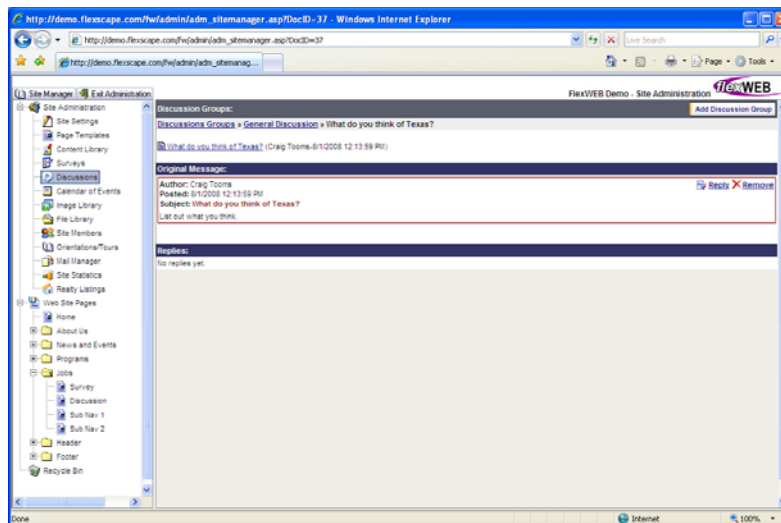 http://demo.flexscape.com/fw/admin/adm_sitemanager.asp?DocID=37 - Windows Internet Explorer
http://demo.flexscape.com/fw/admin/adm_sitemanager.asp?DocID=37
Live Search
http://demo.flexscape.com/fw/admin/adm_sitemanag...
Page
Tools
Site Manager
Exit Administration
FlexWEB Demo - Site Administration
flexWEB
Site Administration
Site Settings
Page Templates
Content Library
Surveys
Discussions
Calendar of Events
Image Library
File Library
Site Members
Orientations/Tours
Mail Manager
Site Statistics
Realty Listings
Web Site Pages
Home
About Us
News and Events
Programs
Jobs
Survey
Discussion
Sub Nav 1
Sub Nav 2
Header
Footer
Recycle Bin
Discussion Groups:
Add Discussion Group
Discussions Groups » General Discussion » What do you think of Texas?
What do you think of Texas? (Craig Tooms-8/1/2008 12:13:59 PM)
Original Message:
Author: Craig Tooms
Reply
Remove
Posted: 8/1/2008 12:13:59 PM
Subject: What do you think of Texas?
List out what you think.
Replies:
No replies yet.
Done
Internet
100%